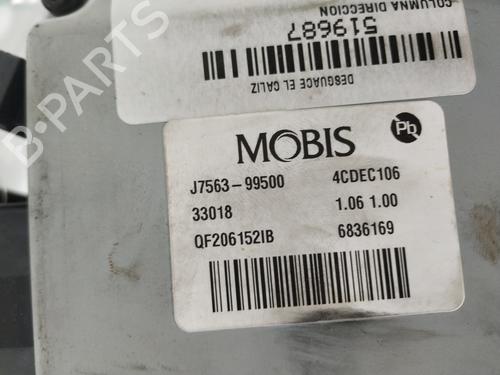 COLUMNA DIRECCION
519687
DESGUACE EL CALIZ
MOBIS
Pb
J7563-99500 4CDEC106
33018 1.06 1.00
QF206152IB 6836169
B-PARTS